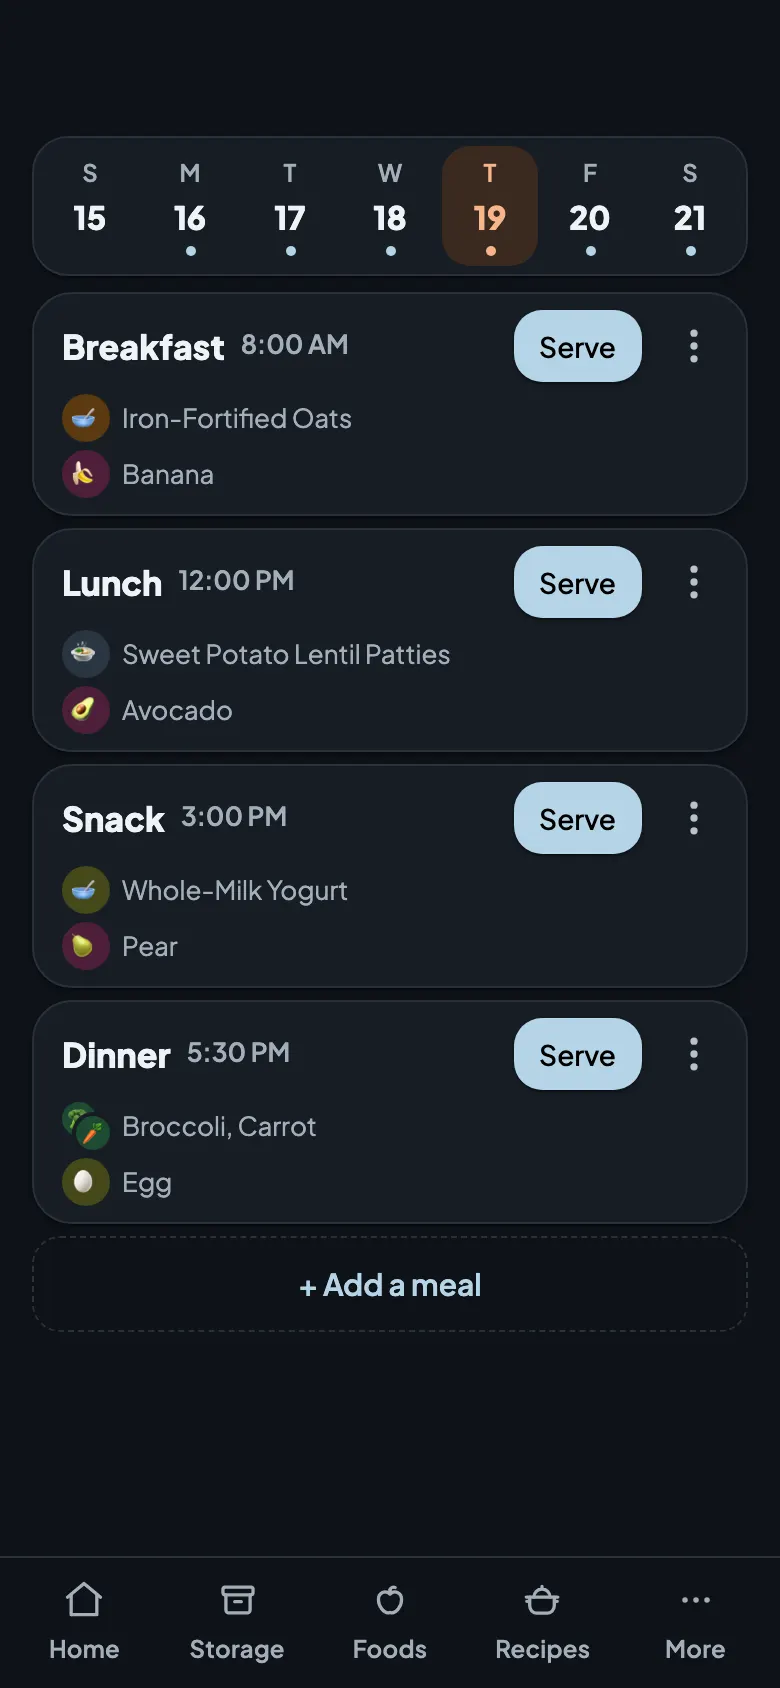 S M T W T F S
15 16 17 18 19 20 21
Breakfast 8:00 AM Serve
Iron-Fortified Oats
Banana
Lunch 12:00 PM Serve
Sweet Potato Lentil Patties
Avocado
Snack 3:00 PM Serve
Whole-Milk Yogurt
Pear
Dinner 5:30 PM Serve
Broccoli, Carrot
Egg
+ Add a meal
Home Storage Foods Recipes More